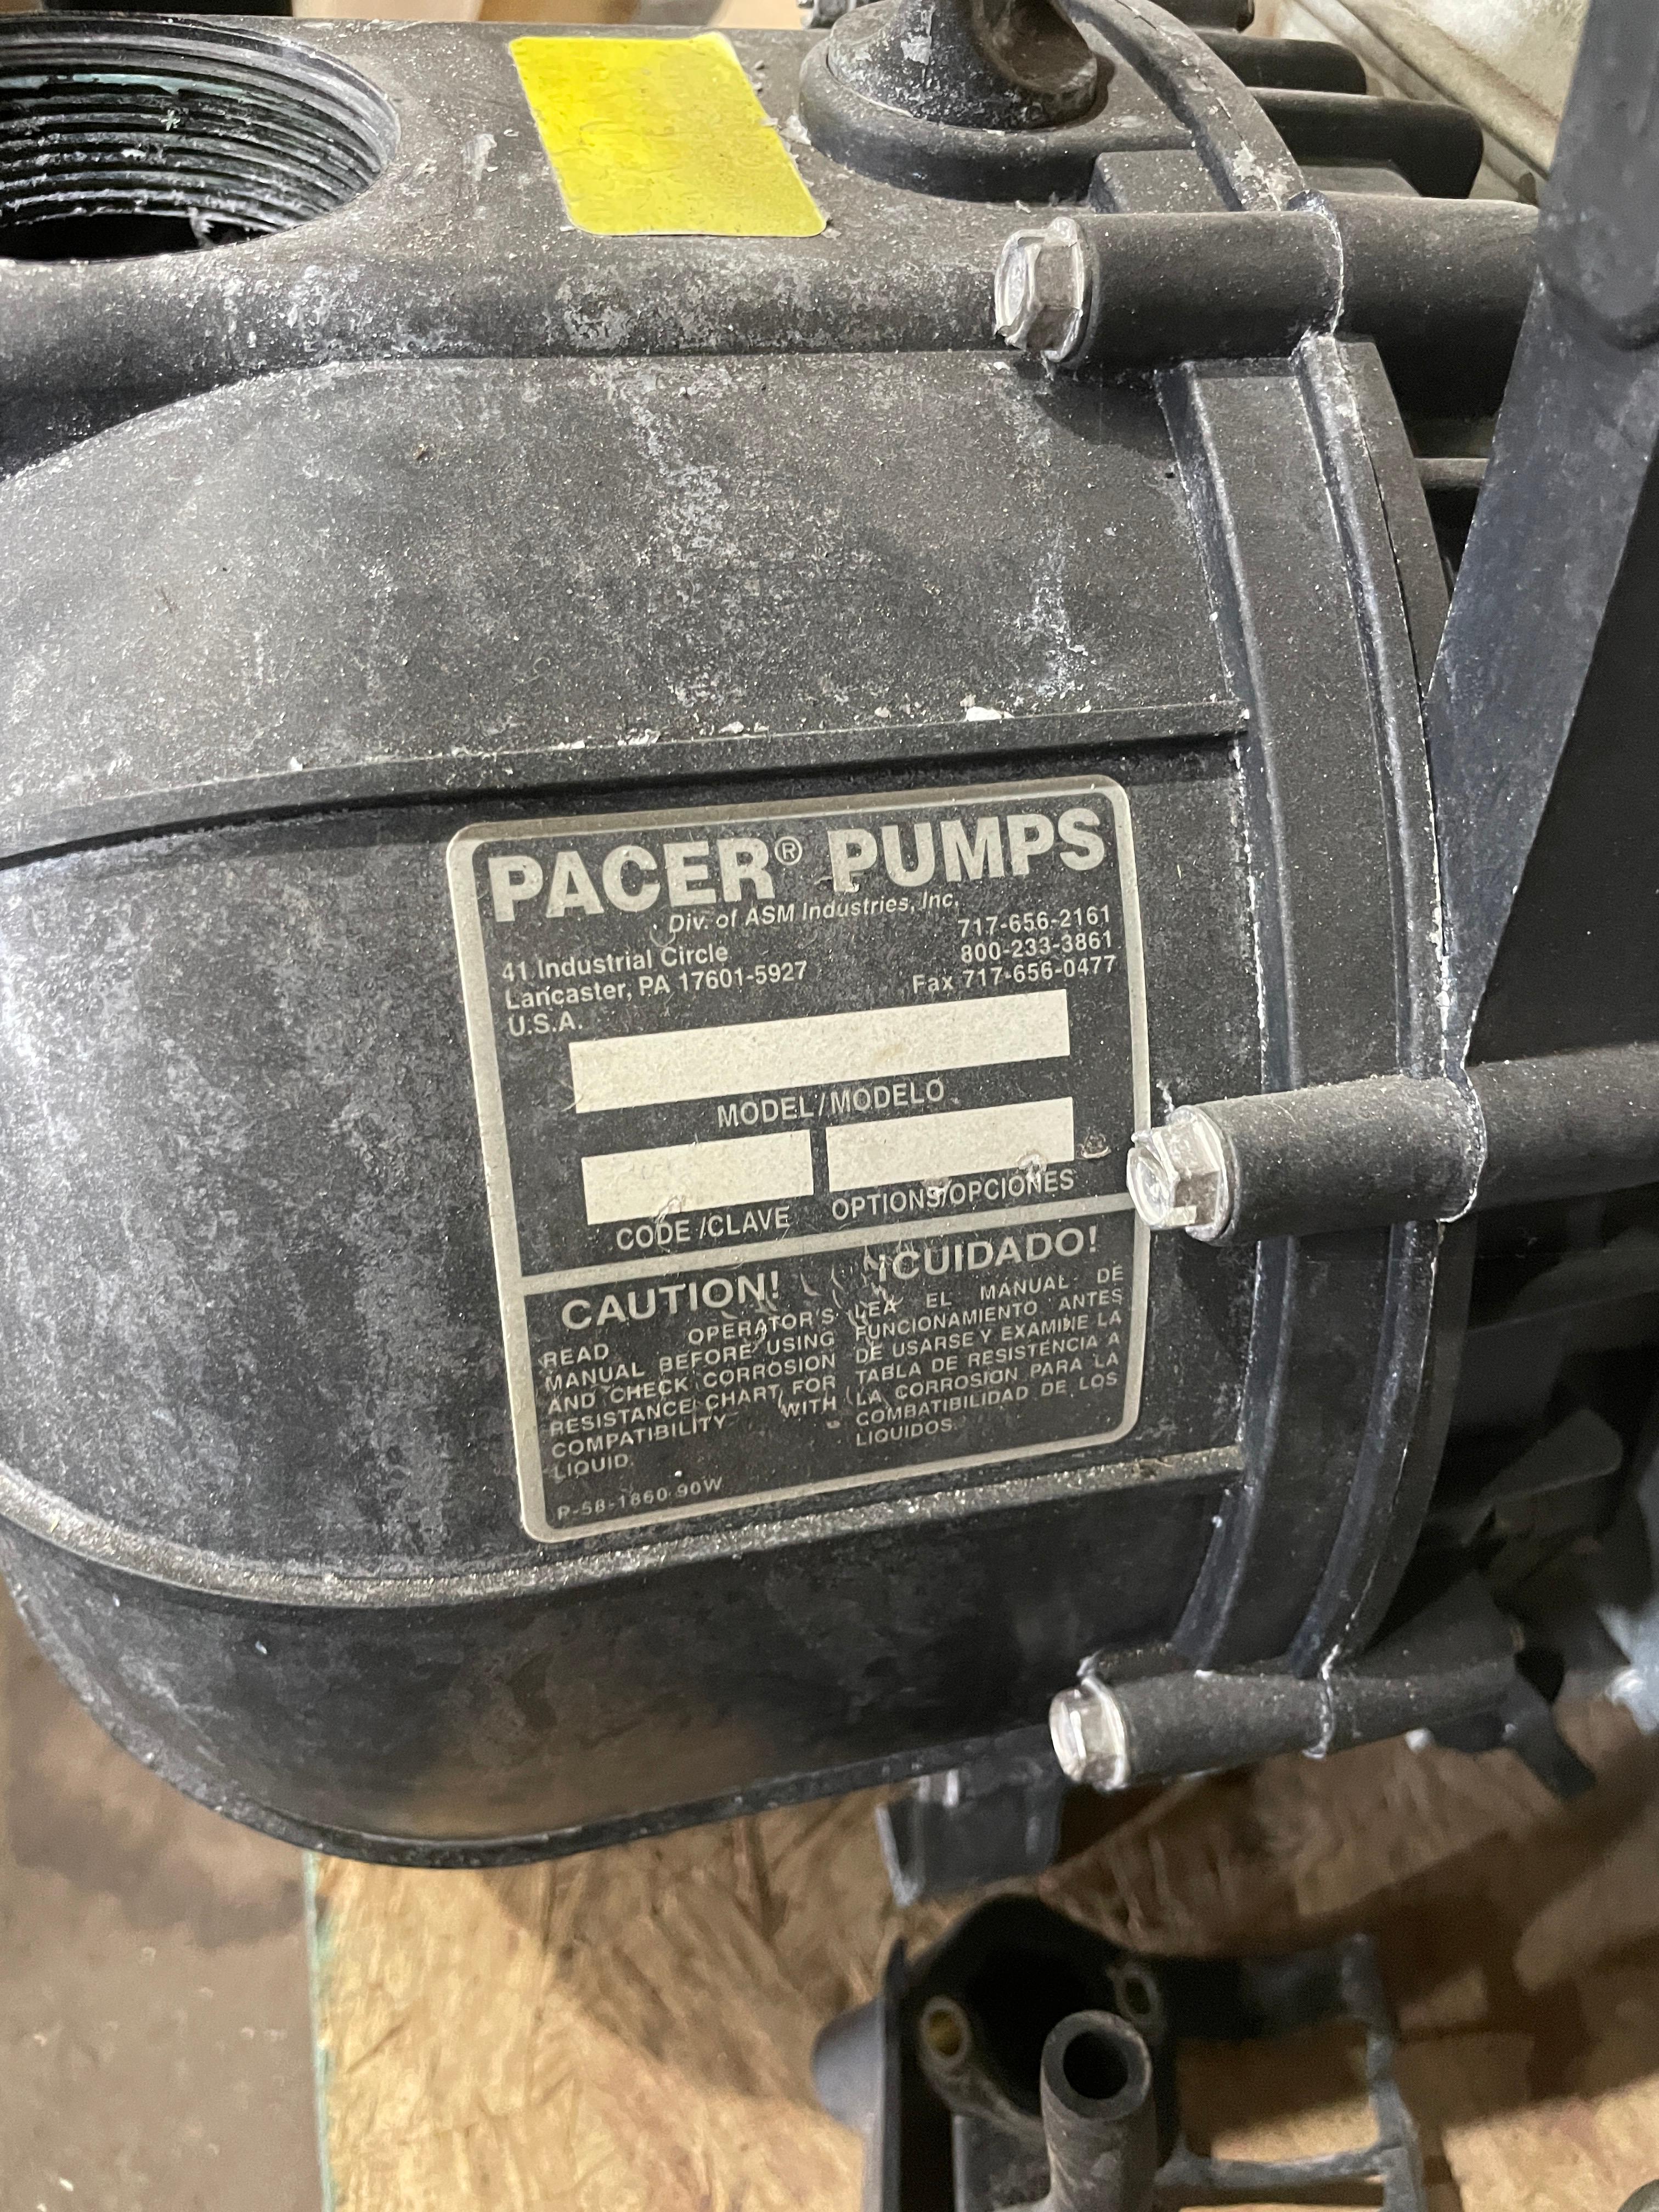 PACER® PUMPS
Div. of ASM Industries, Inc.
41 Industrial Circle
Lancaster, PA 17601-5927
U.S.A.
717-656-2161
800-233-3861
Fax 717-656-0477
MODEL/MODELO
CODE/CLAVE
OPTIONS/OPCIONES
CAUTION!
READ OPERATOR'S
MANUAL BEFORE USING
AND CHECK CORROSION
RESISTANCE CHART FOR
COMPATIBILITY WITH
LIQUID.
¡CUIDADO!
LEA EL MANUAL DE
FUNCIONAMIENTO ANTES
DE USARSE Y EXAMINE LA
TABLA DE RESISTENCIA A
LA CORROSION PARA LA
COMBATIBILIDAD DE LOS
LIQUIDOS.
P-58-1860 90W